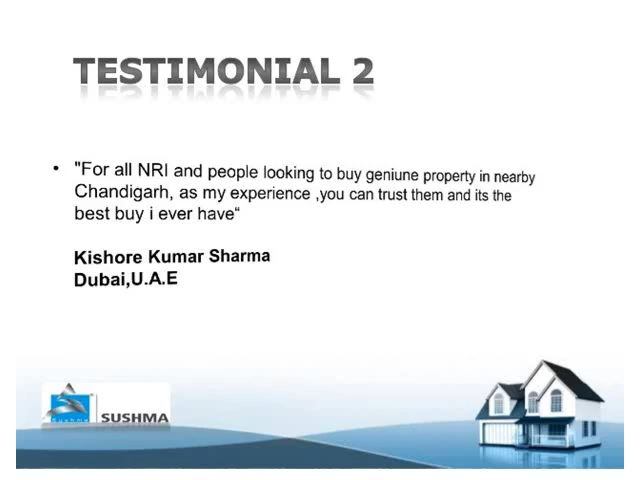 TESTIMONIAL 2
• "For all NRI and people looking to buy geniune property in nearby
Chandigarh, as my experience ,you can trust them and its the
best buy i ever have“
Kishore Kumar Sharma
Dubai,U.A.E
Sushma
SUSHMA